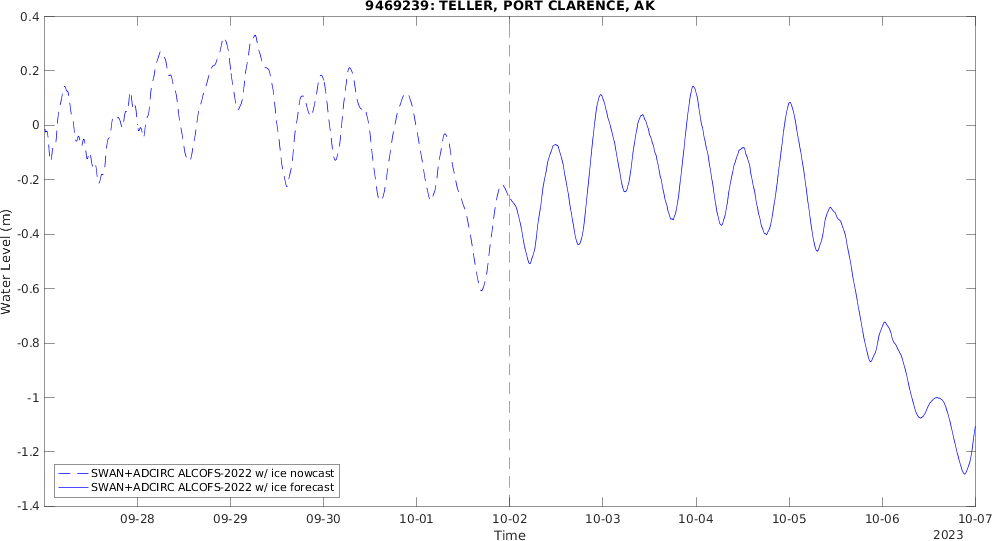 9469239: TELLER, PORT CLARENCE, AK
0.4
0.2
0
-0.2
-0.4
-0.6
-0.8
-1
-1.2
-1.4
Water Level (m)
SWAN+ADCIRC ALCOFS-2022 w/ ice nowcast
SWAN+ADCIRC ALCOFS-2022 w/ ice forecast
09-28 09-29 09-30 10-01 10-02 10-03 10-04 10-05 10-06 10-07
Time
2023